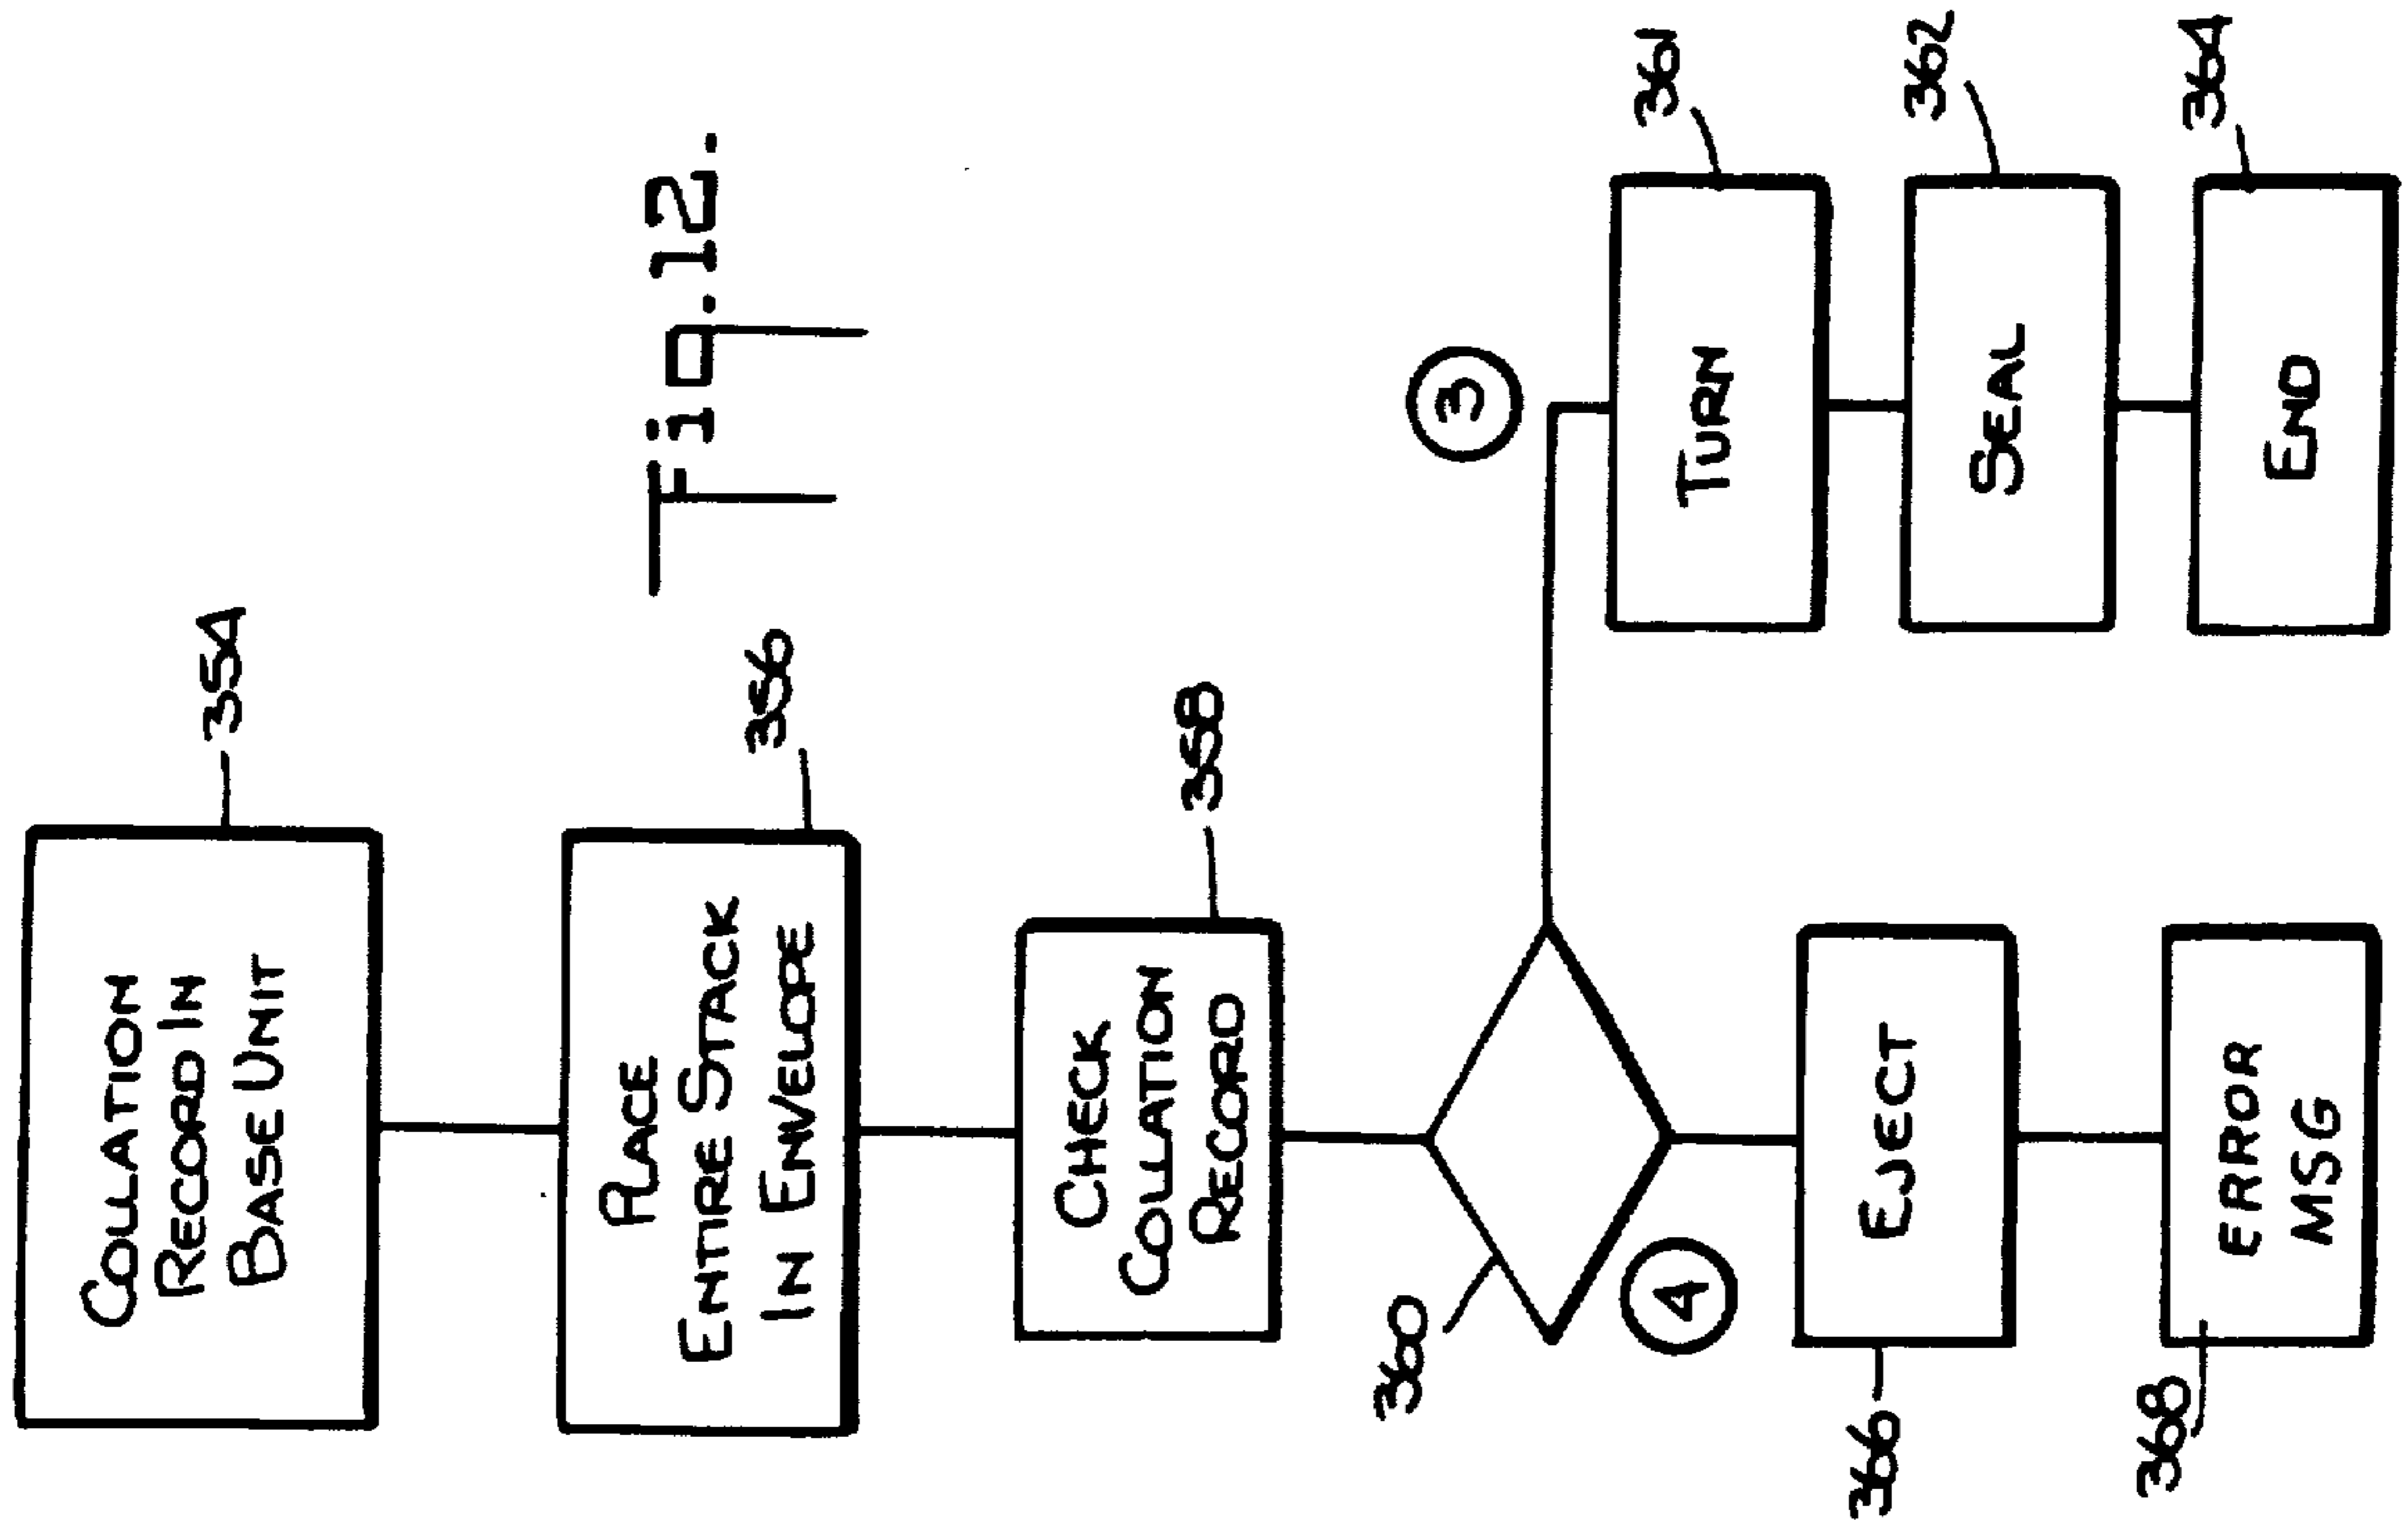 COLLATION
RECORD IN
BASE UNIT
354
Fig. 12.
PLACE
ENTIRE STACK
IN ENVELOPE
356
CHECK
COLLATION
RECORD
358
360
3
4
TURN
361
SEAL
362
END
364
EJECT
366
ERROR
MSG
368